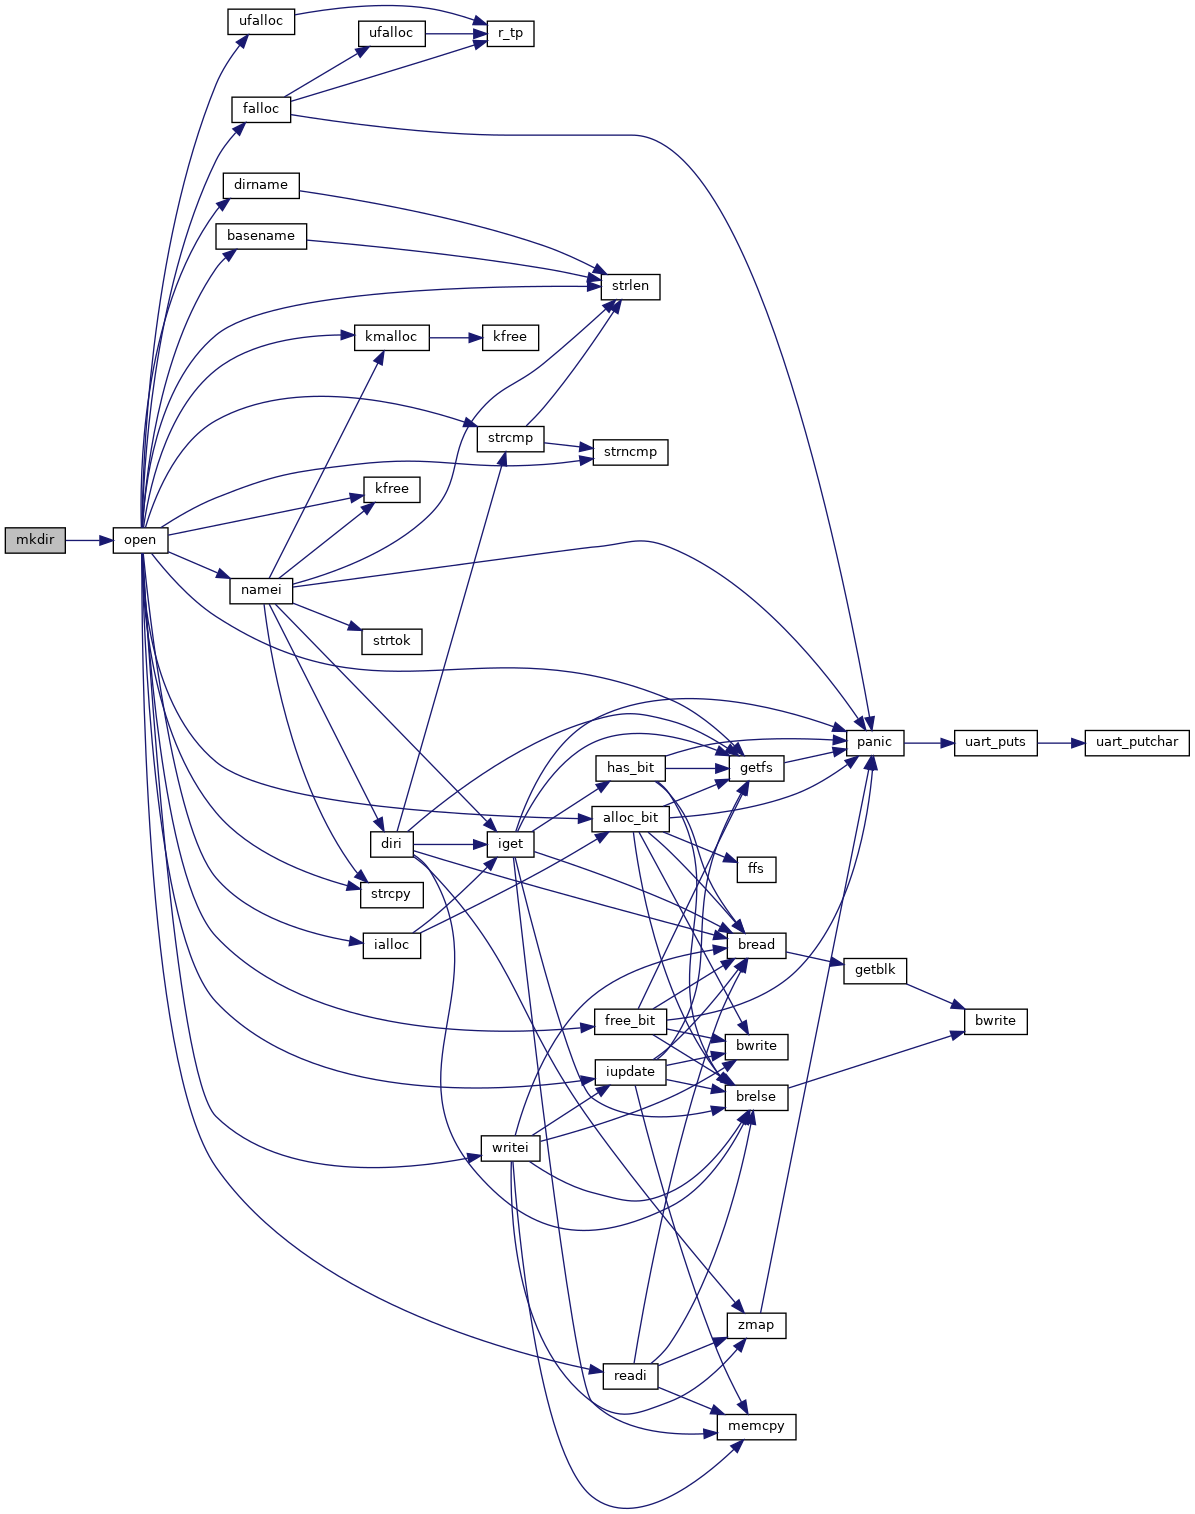 ufalloc
ufalloc
r_tp
falloc
dirname
basename
strlen
kmalloc
kfree
strcmp
strncmp
kfree
mkdir
open
namei
strtok
panic
uart_puts
uart_putchar
has_bit
getfs
alloc_bit
diri
iget
ffs
strcpy
ialloc
bread
getblk
free_bit
bwrite
bwrite
iupdate
brelse
writei
zmap
readi
memcpy